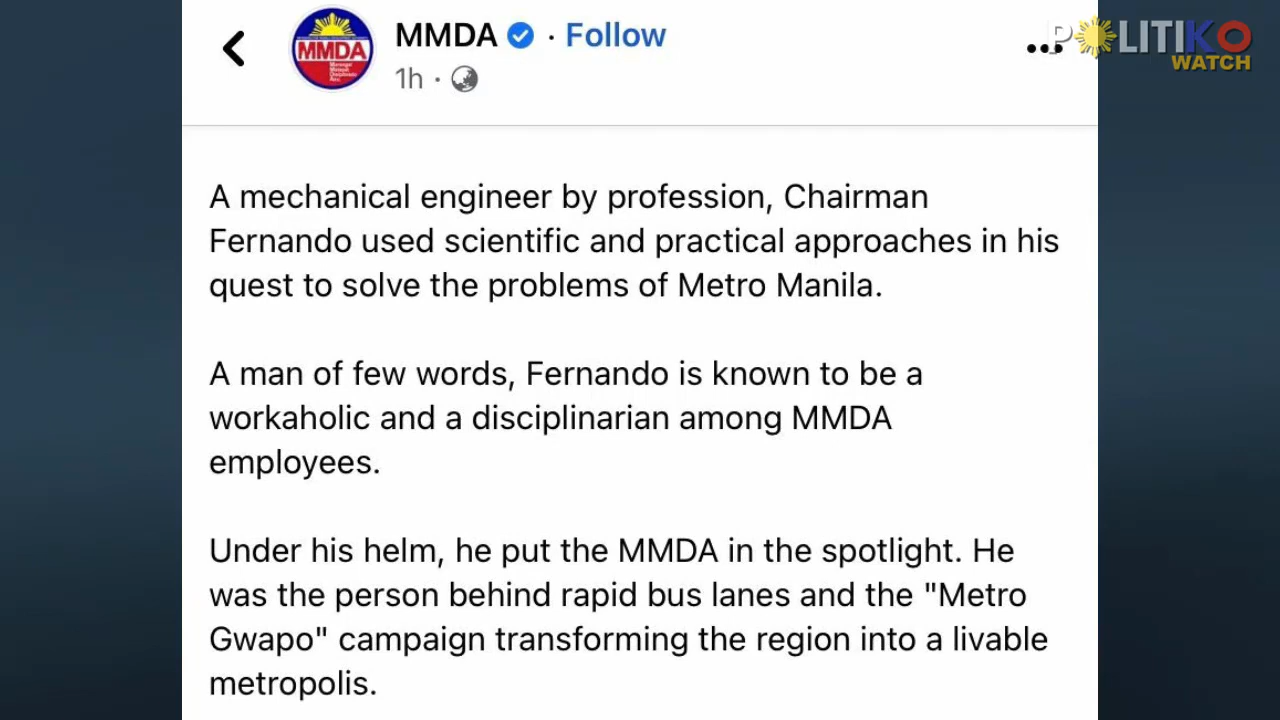 MMDA · Follow
1h ·
POLITIKO
WATCH
MMDA
A mechanical engineer by profession, Chairman
Fernando used scientific and practical approaches in his
quest to solve the problems of Metro Manila.
A man of few words, Fernando is known to be a
workaholic and a disciplinarian among MMDA
employees.
Under his helm, he put the MMDA in the spotlight. He
was the person behind rapid bus lanes and the "Metro
Gwapo" campaign transforming the region into a livable
metropolis.